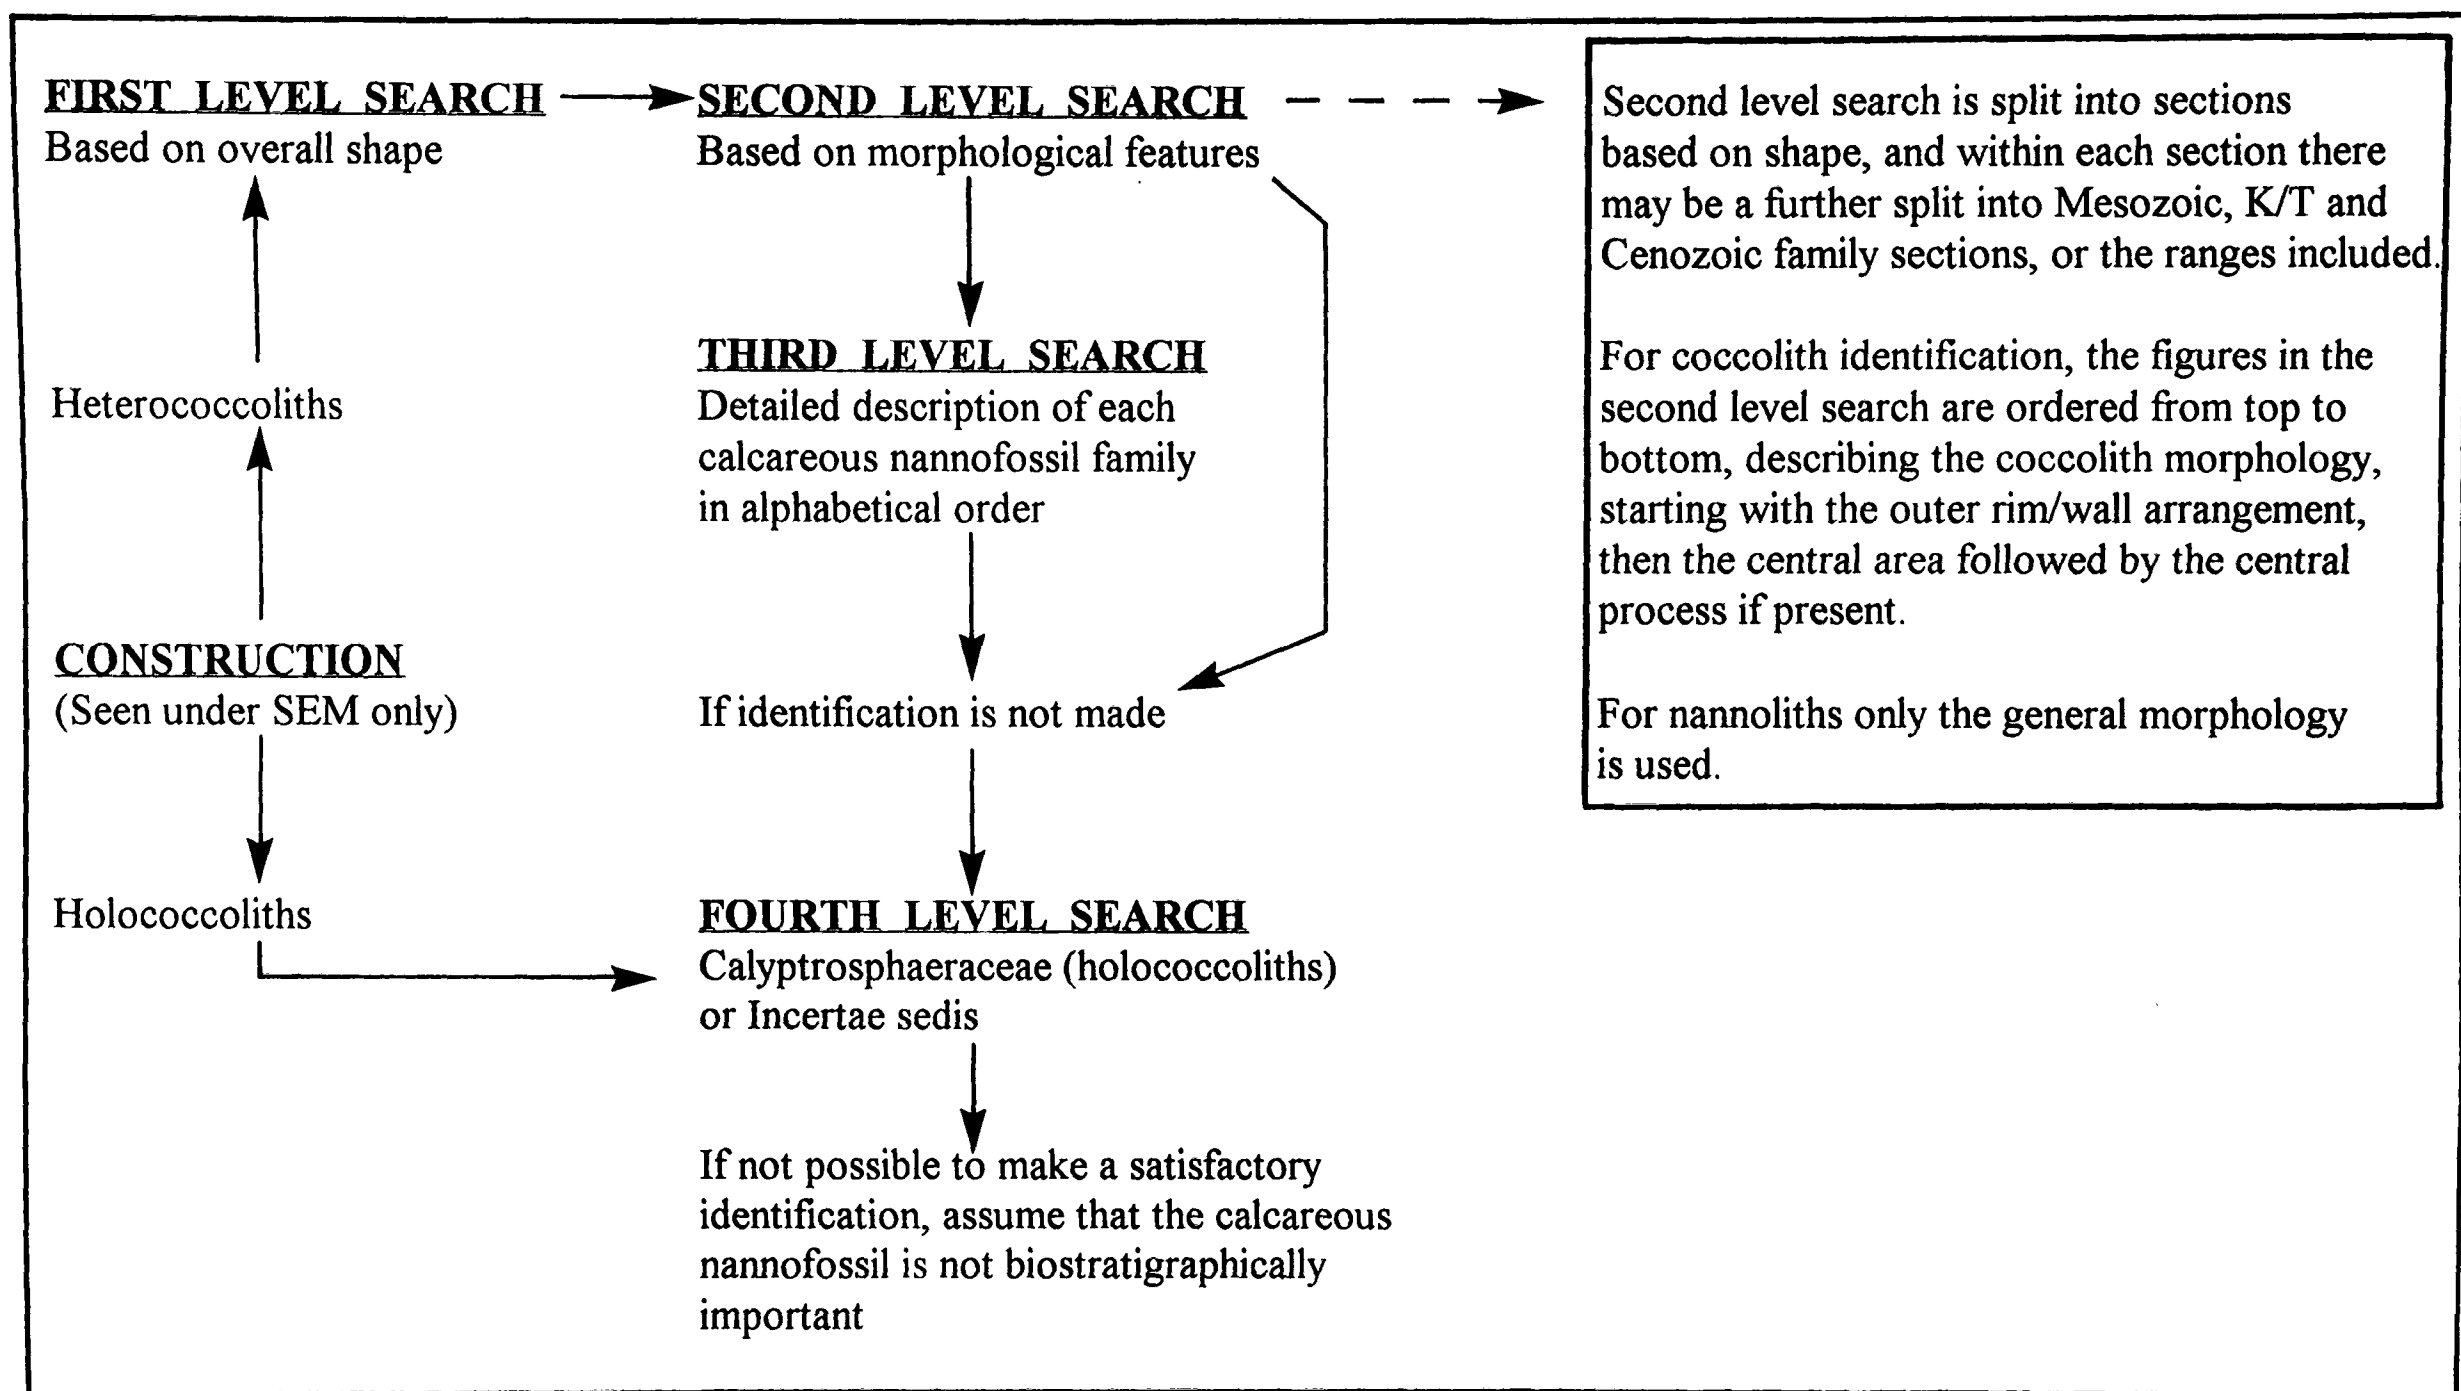 FIRST LEVEL SEARCH
Based on overall shape
Heterococcoliths
CONSTRUCTION
(Seen under SEM only)
Holococcoliths
SECOND LEVEL SEARCH
Based on morphological features
THIRD LEVEL SEARCH
Detailed description of each
calcareous nannofossil family
in alphabetical order
If identification is not made
FOURTH LEVEL SEARCH
Calyptrosphaeraceae (holococcoliths)
or Incertae sedis
If not possible to make a satisfactory
identification, assume that the calcareous
nannofossil is not biostratigraphically
important
Second level search is split into sections
based on shape, and within each section there
may be a further split into Mesozoic, K/T and
Cenozoic family sections, or the ranges included.
For coccolith identification, the figures in the
second level search are ordered from top to
bottom, describing the coccolith morphology,
starting with the outer rim/wall arrangement,
then the central area followed by the central
process if present.
For nannoliths only the general morphology
is used.